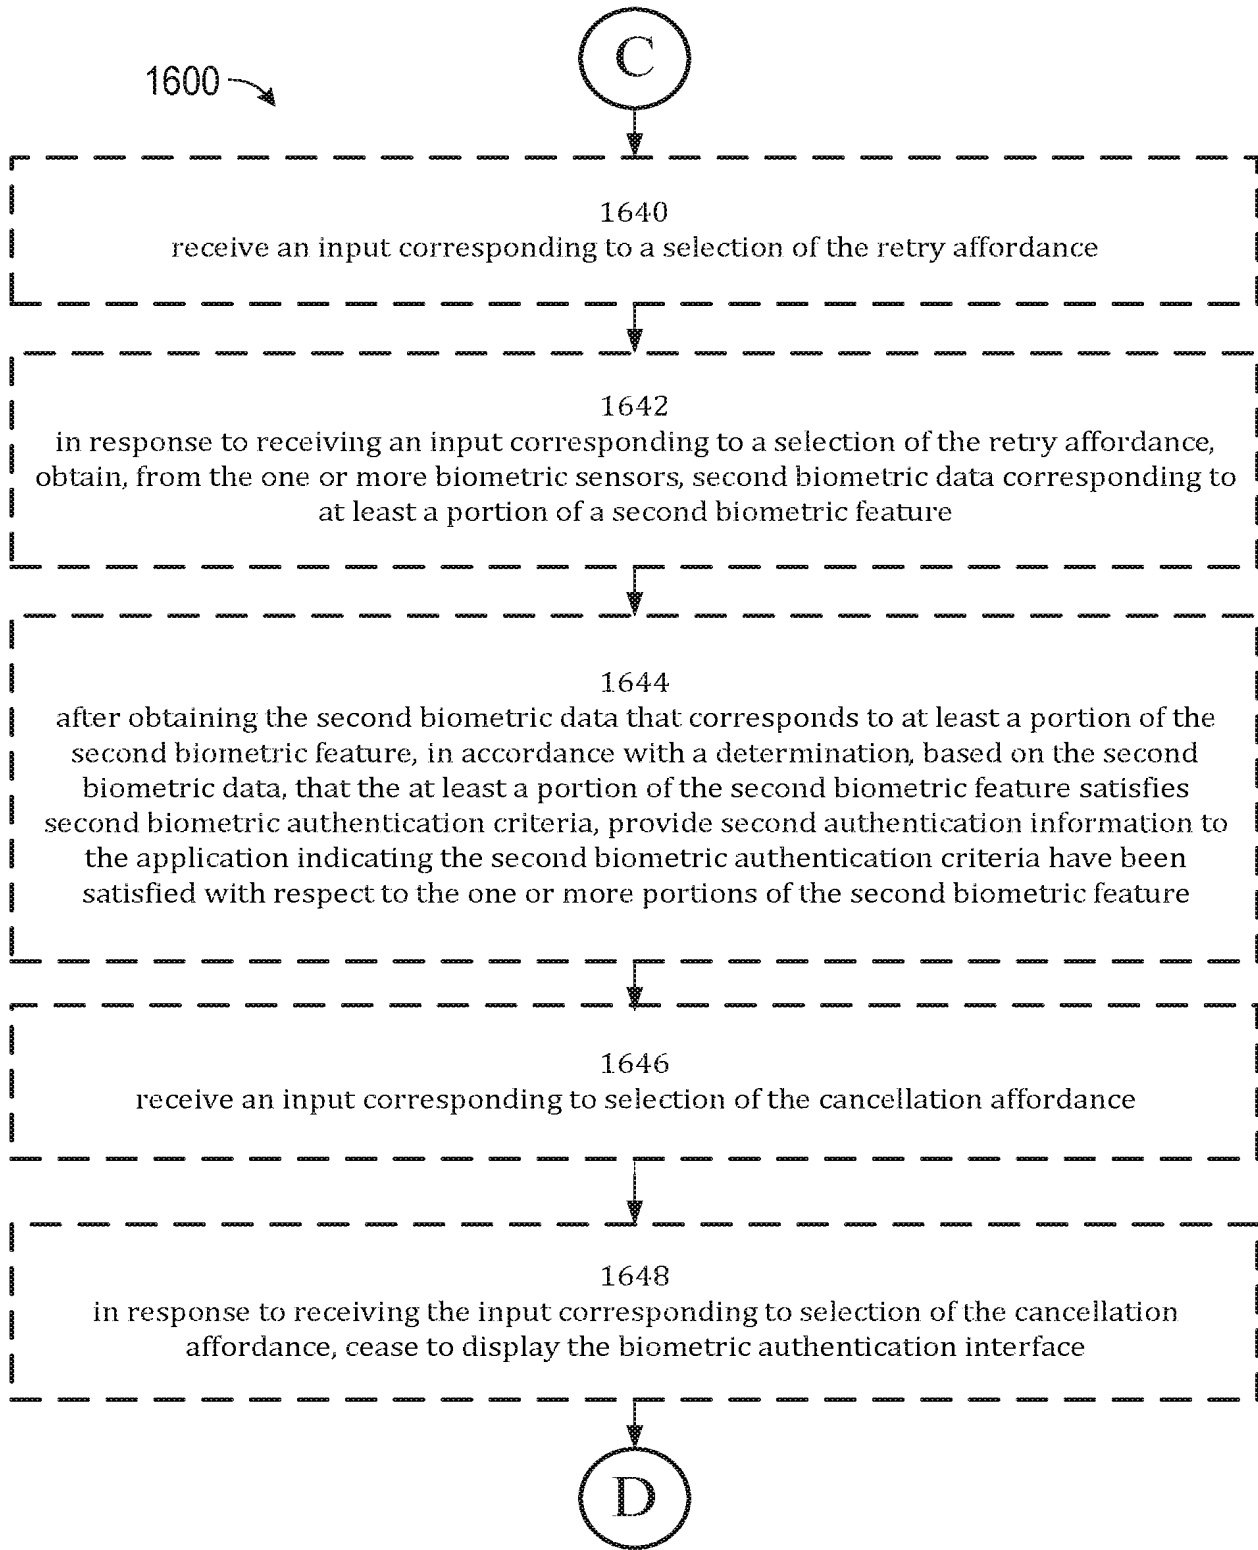 C
1600
1640
receive an input corresponding to a selection of the retry affordance
1642
in response to receiving an input corresponding to a selection of the retry affordance,
obtain, from the one or more biometric sensors, second biometric data corresponding to
at least a portion of a second biometric feature
1644
after obtaining the second biometric data that corresponds to at least a portion of the
second biometric feature, in accordance with a determination, based on the second
biometric data, that the at least a portion of the second biometric feature satisfies
second biometric authentication criteria, provide second authentication information to
the application indicating the second biometric authentication criteria have been
satisfied with respect to the one or more portions of the second biometric feature
1646
receive an input corresponding to selection of the cancellation affordance
1648
in response to receiving the input corresponding to selection of the cancellation
affordance, cease to display the biometric authentication interface
D